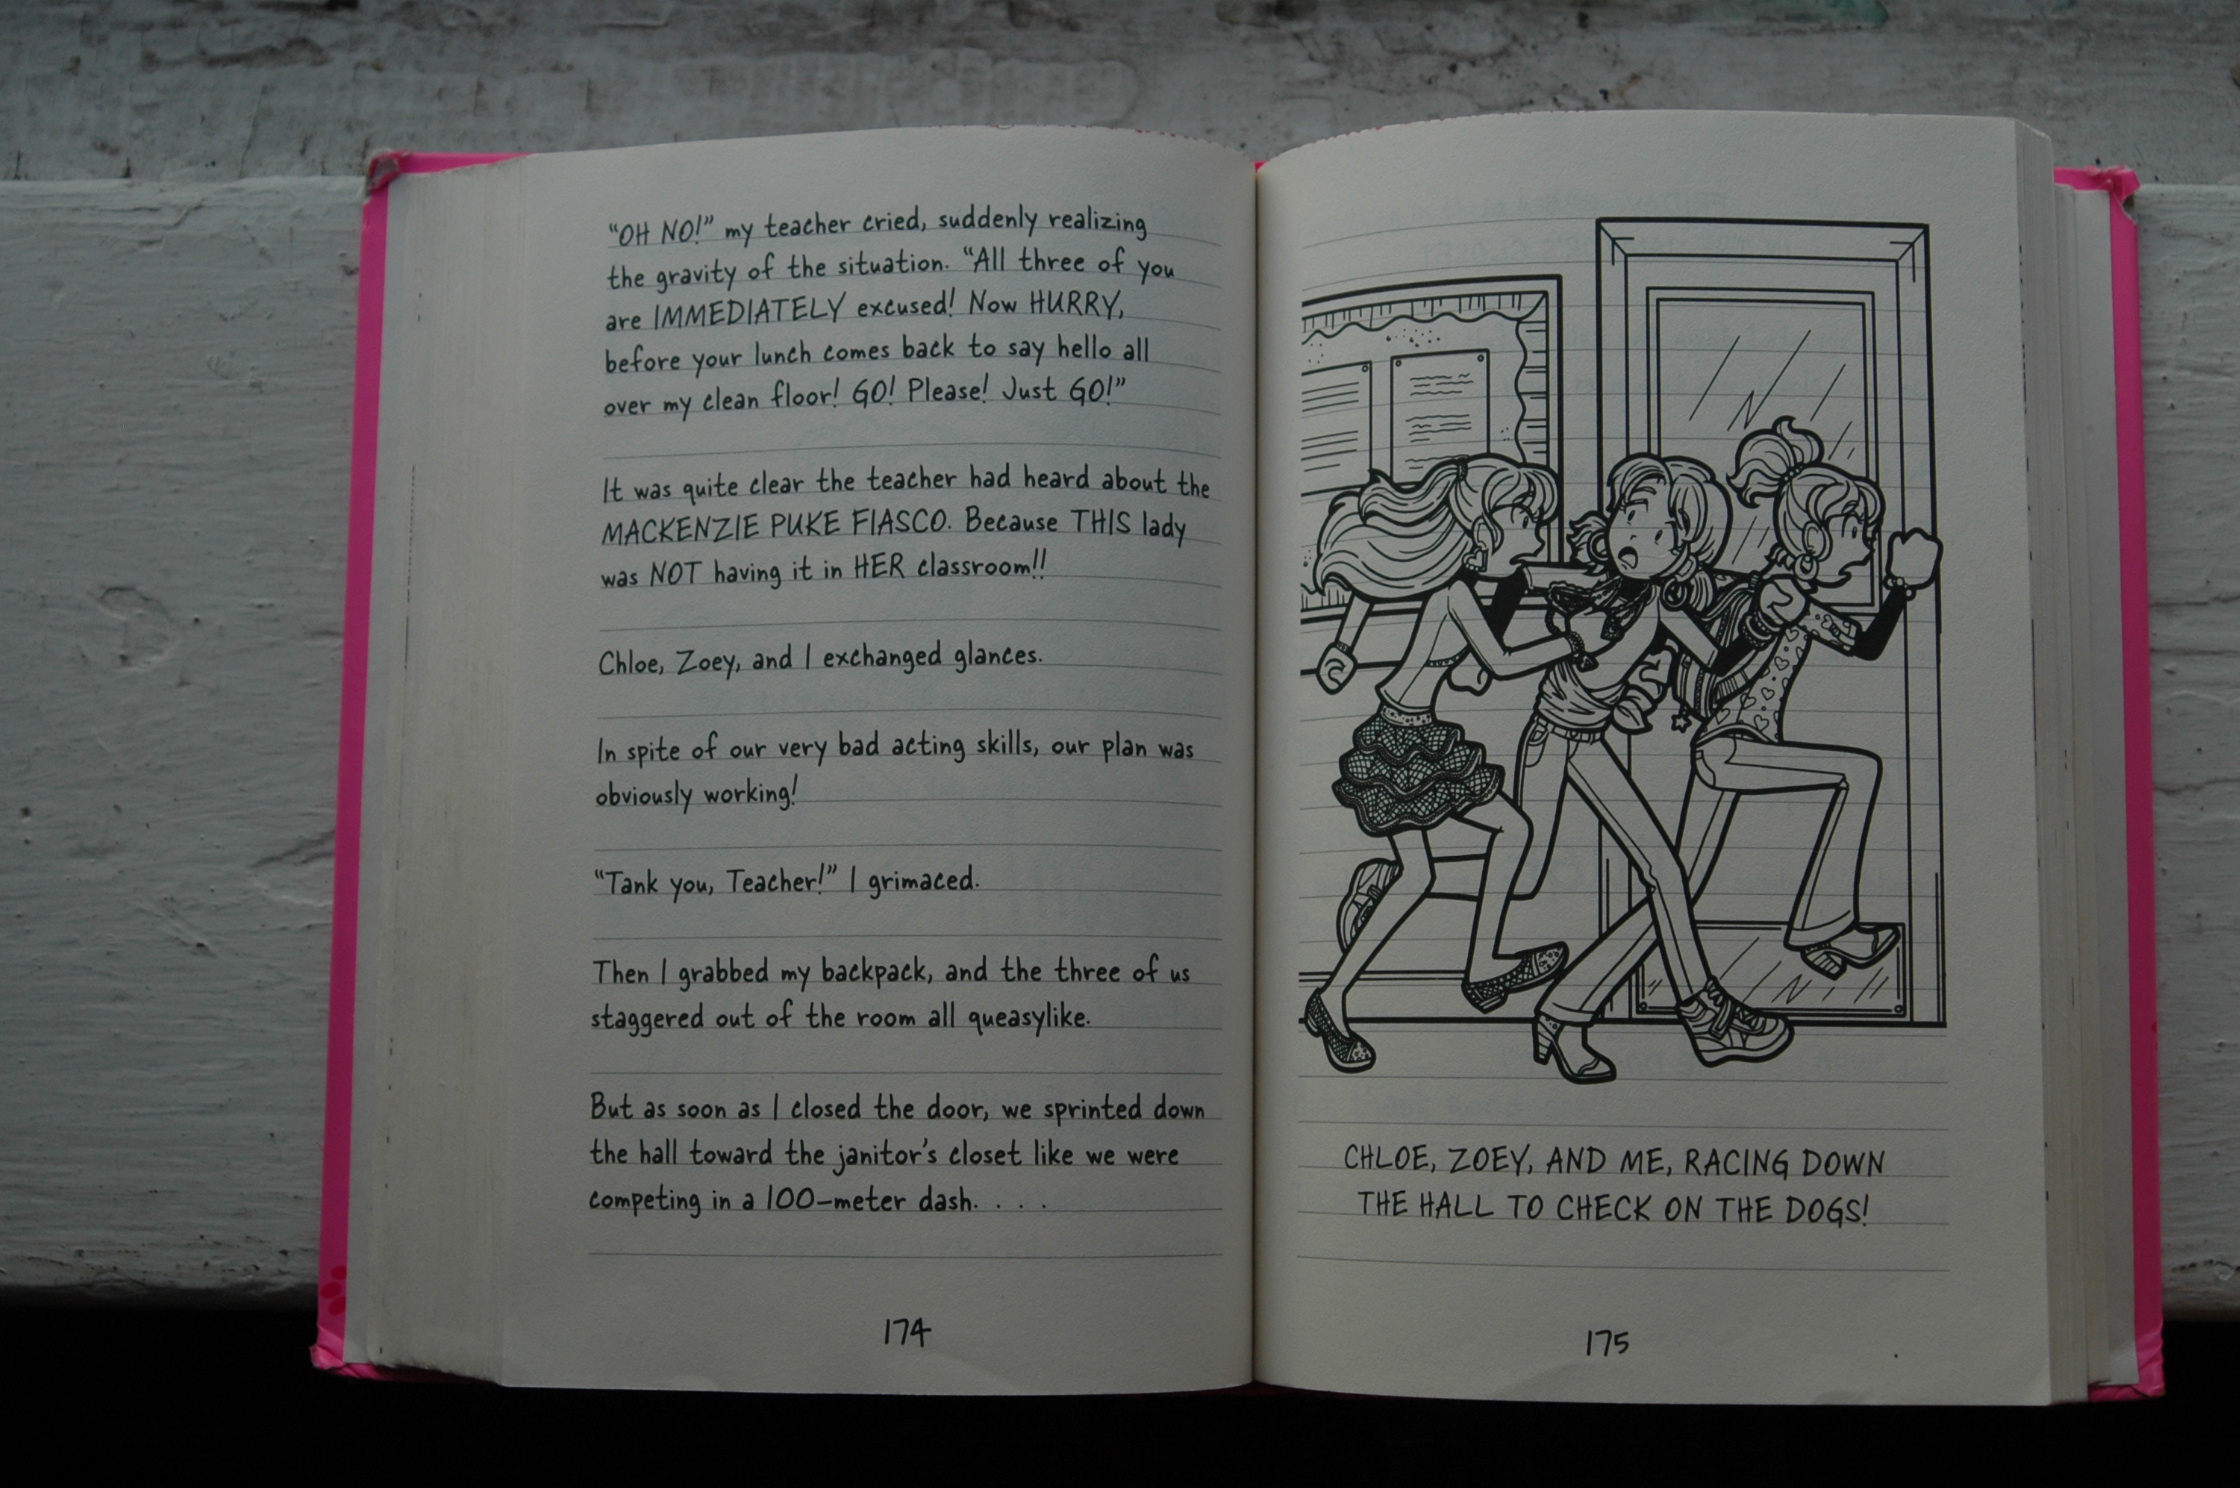 “OH NO!” my teacher cried, suddenly realizing
the gravity of the situation. “All three of you
are IMMEDIATELY excused! Now HURRY,
before your lunch comes back to say hello all
over my clean floor! GO! Please! Just GO!”
It was quite clear the teacher had heard about the
MACKENZIE PUKE FIASCO. Because THIS lady
was NOT having it in HER classroom!!
Chloe, Zoey, and I exchanged glances.
In spite of our very bad acting skills, our plan was
obviously working!
“Tank you, Teacher!” I grimaced.
Then I grabbed my backpack, and the three of us
staggered out of the room all queasylike.
But as soon as I closed the door, we sprinted down
the hall toward the janitor’s closet like we were
competing in a 100–meter dash. . . .
174
CHLOE, ZOEY, AND ME, RACING DOWN
THE HALL TO CHECK ON THE DOGS!
175